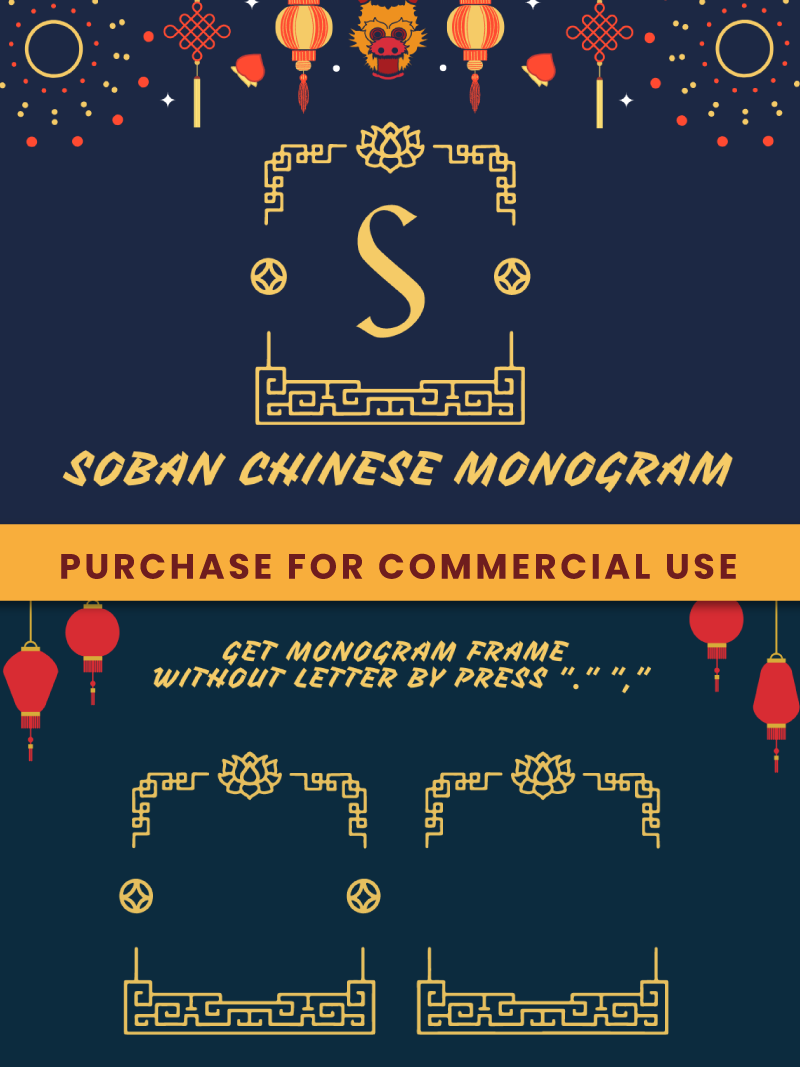 S
SOBAN CHINESE MONOGRAM
PURCHASE FOR COMMERCIAL USE
GET MONOGRAM FRAME
WITHOUT LETTER BY PRESS "." ","